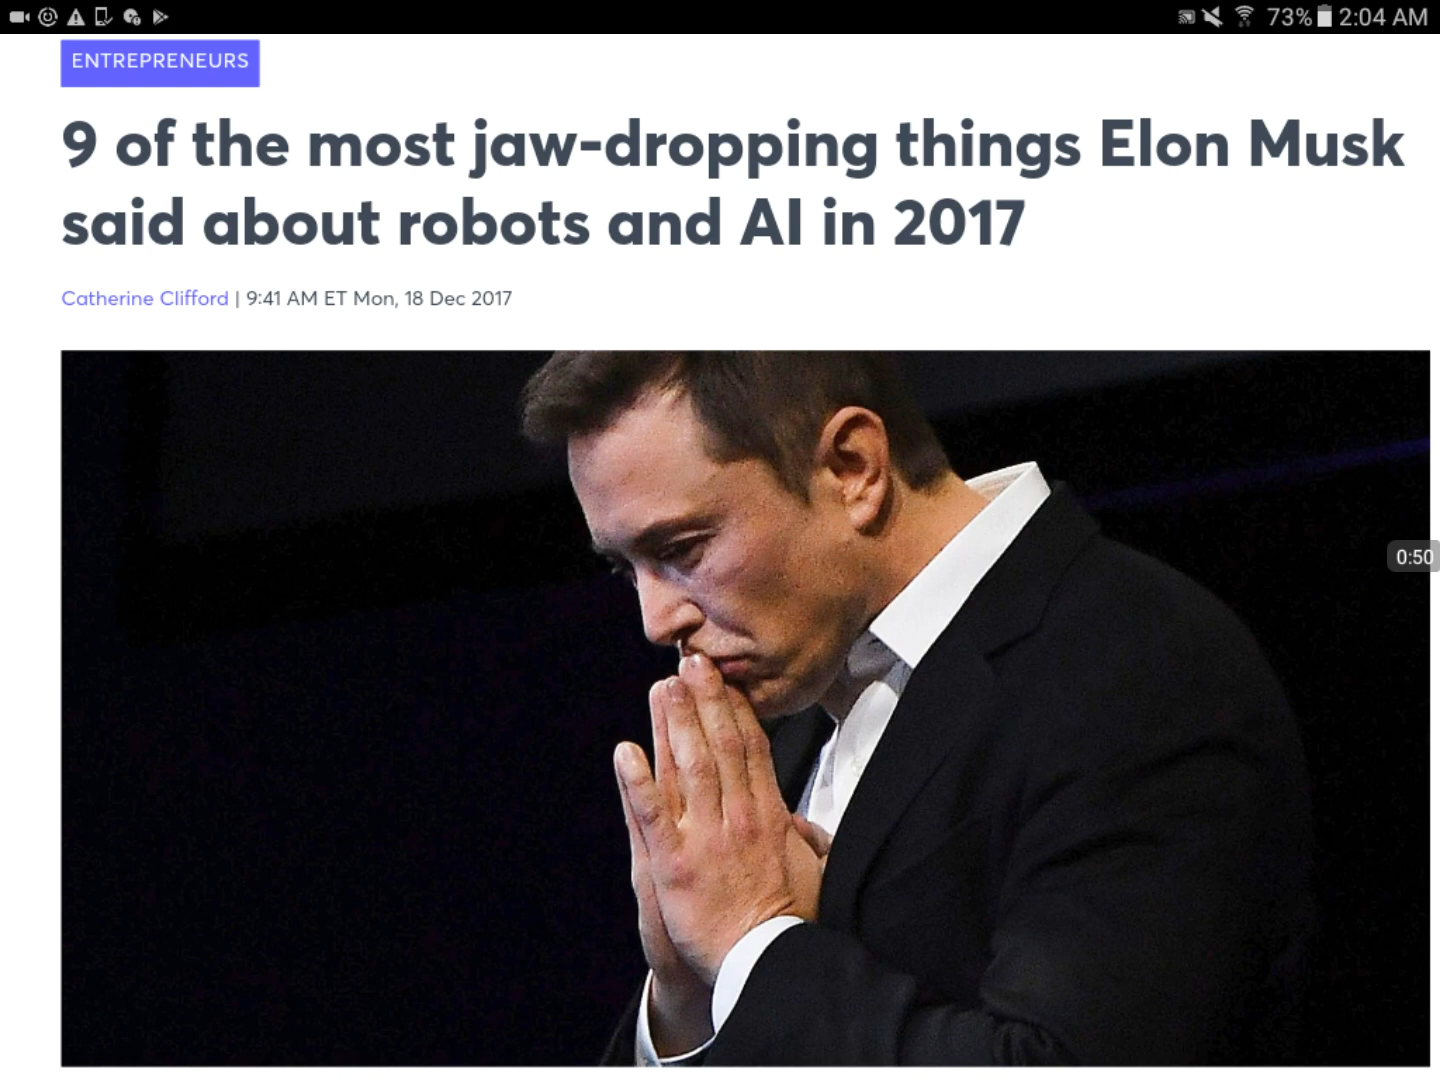 73% 2:04 AM
ENTREPRENEURS
9 of the most jaw-dropping things Elon Musk
said about robots and AI in 2017
Catherine Clifford | 9:41 AM ET Mon, 18 Dec 2017
0:50